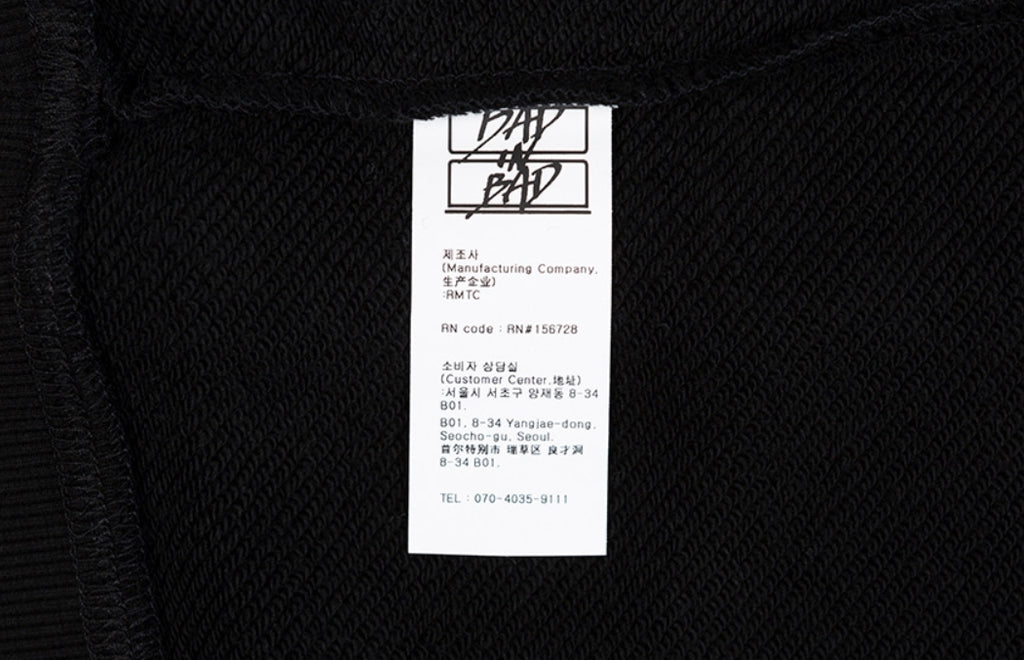 BAD
IN
BAD
제조사
(Manufacturing Company.
生产企业)
:RMTC
RN code : RN#156728
소비자 상담실
(Customer Center.地址)
:서울시 서초구 양재동 8-34
B01.
B01, 8-34 Yangjae-dong.
Seocho-gu, Seoul.
首尔特别市 瑞草区 良才洞
8-34 B01.
TEL : 070-4035-9111